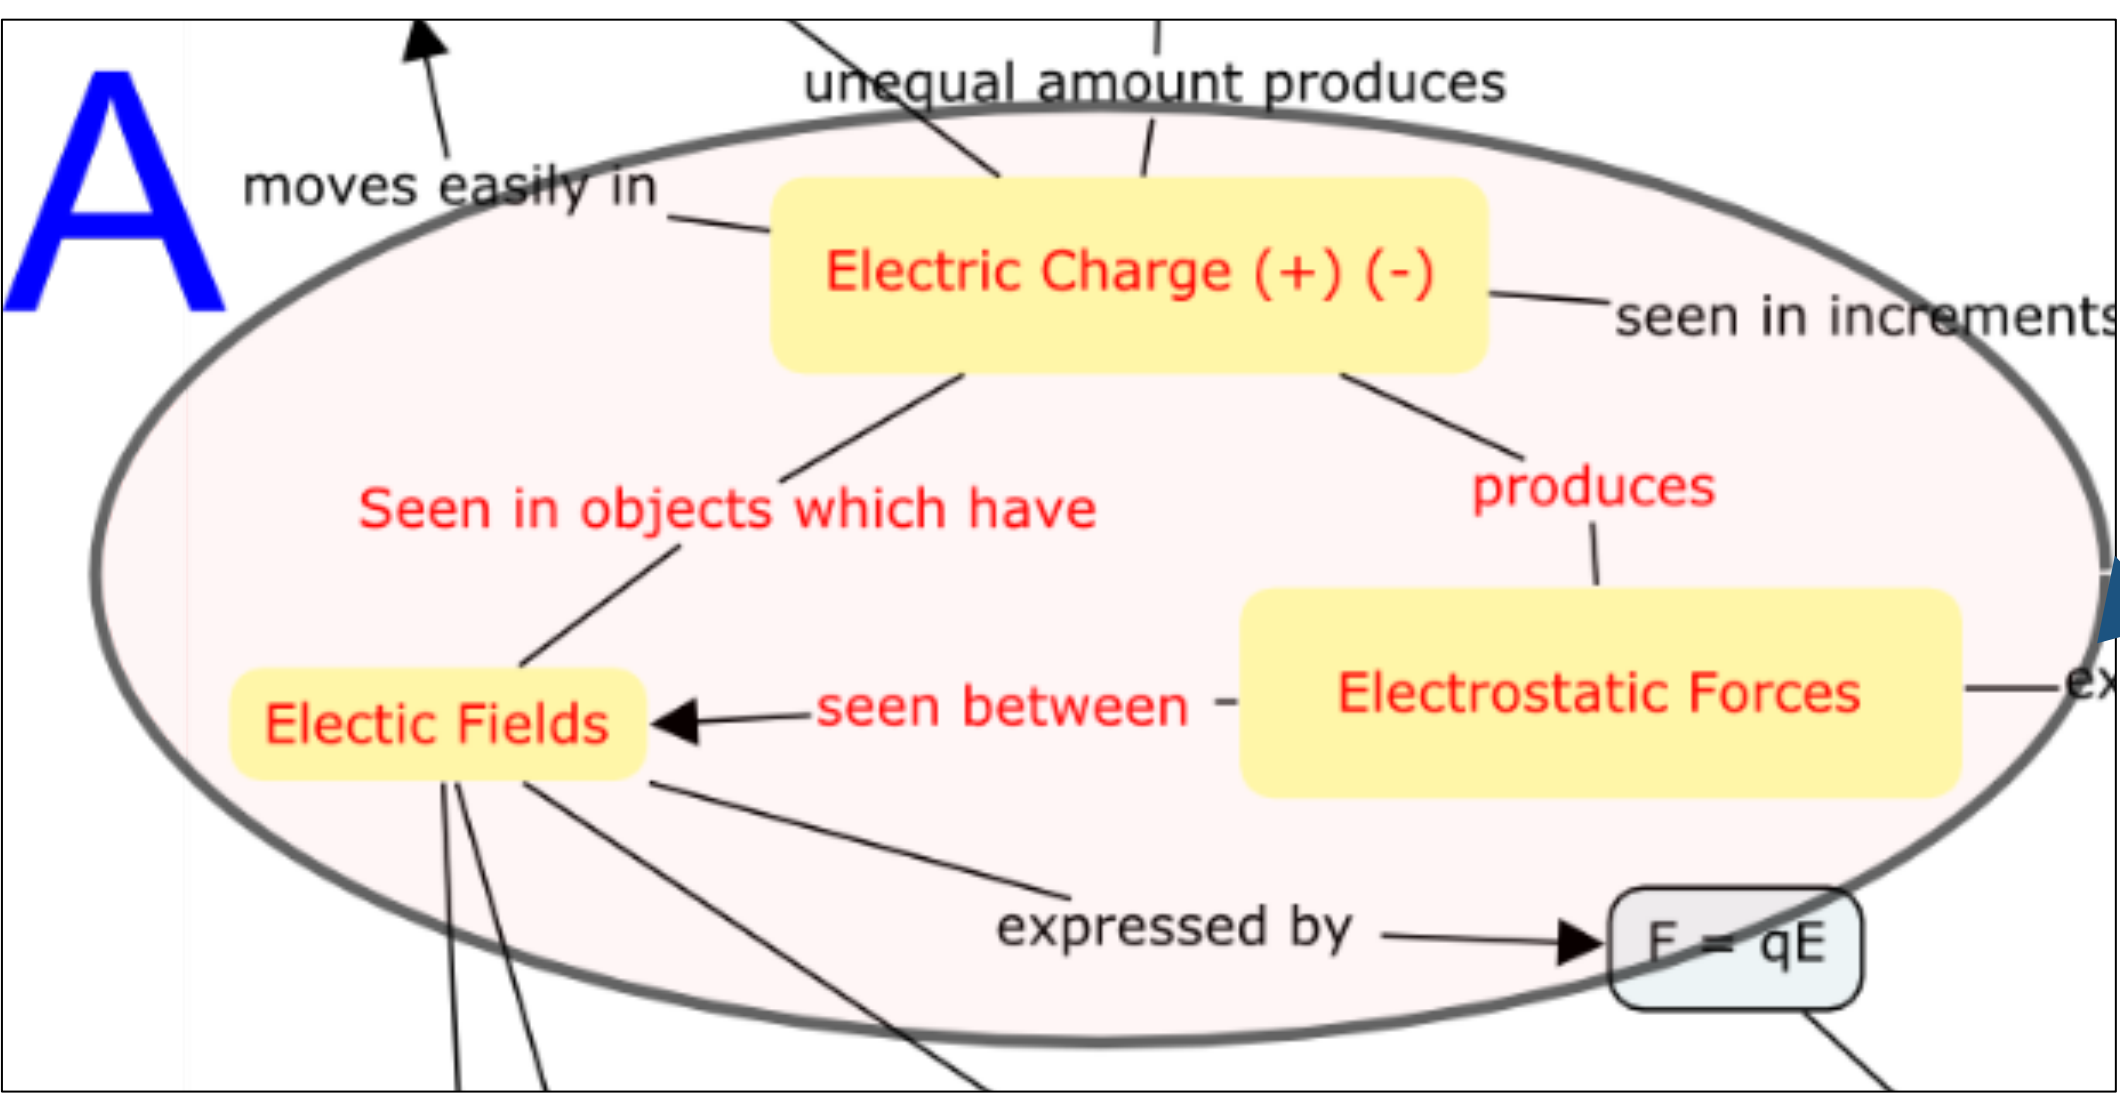 A
unequal amount produces
moves easily in
Electric Charge (+) (-)
seen in increments
Seen in objects which have
produces
Electic Fields
seen between
Electrostatic Forces
expressed by
F = qE